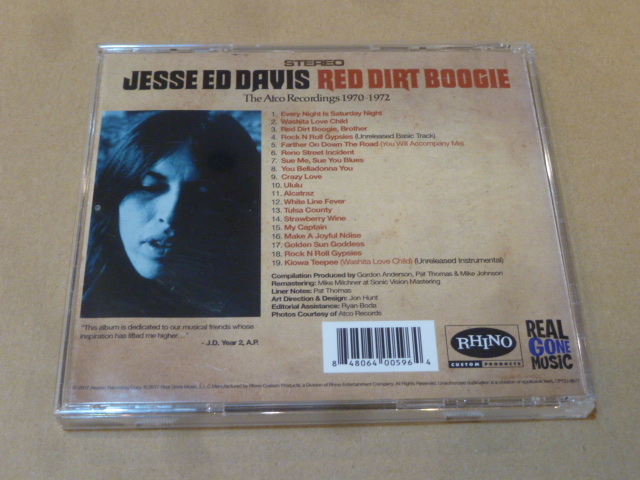 STEREO
JESSE ED DAVIS RED DIRT BOOGIE
The Atco Recordings 1970-1972
1. Every Night Is Saturday Night
2. Washita Love Child
3. Red Dirt Boogie, Brother
4. Rock N Roll Gypsies (Unreleased Basic Track)
5. Farther On Down The Road (You Will Accompany Me)
6. Reno Street Incident
7. Sue Me, Sue You Blues
8. You Belladonna You
9. Crazy Love
10. Ululu
11. Alcatraz
12. White Line Fever
13. Tulsa County
14. Strawberry Wine
15. My Captain
16. Make A Joyful Noise
17. Golden Sun Goddess
18. Rock N Roll Gypsies
19. Kiowa Teepee (Washita Love Child) (Unreleased Instrumental)
Compilation Produced by Gordon Anderson, Pat Thomas & Mike Johnson
Remastering: Mike Milchner at Sonic Vision Mastering
Liner Notes: Pat Thomas
Art Direction & Design: Jon Hunt
Editorial Assistance: Ryan Boda
Photos Courtesy of Atco Records
"This album is dedicated to our musical friends whose
inspiration has lifted me higher..."
- J.D. Year 2, A.P.
8 48064 00596 4
RHINO
CUSTOM PRODUCTS
REAL
GONE
MUSIC